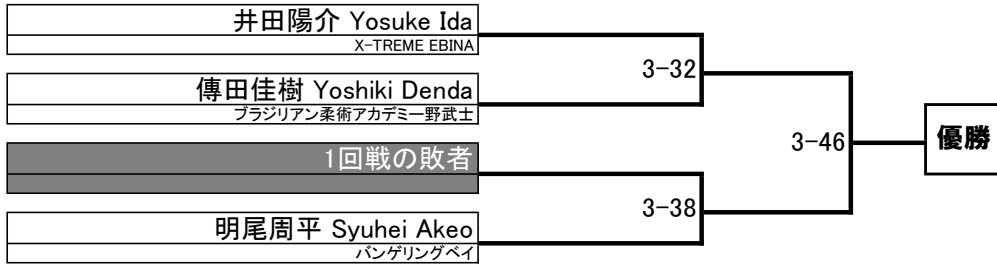 井田陽介 Yosuke Ida
X-TREME EBINA
3-32
傳田佳樹 Yoshiki Denda
ブラジリアン柔術アカデミー野武士
3-46
優勝
1回戦の敗者
3-38
明尾周平 Syuhei Akeo
バンゲリングベイ